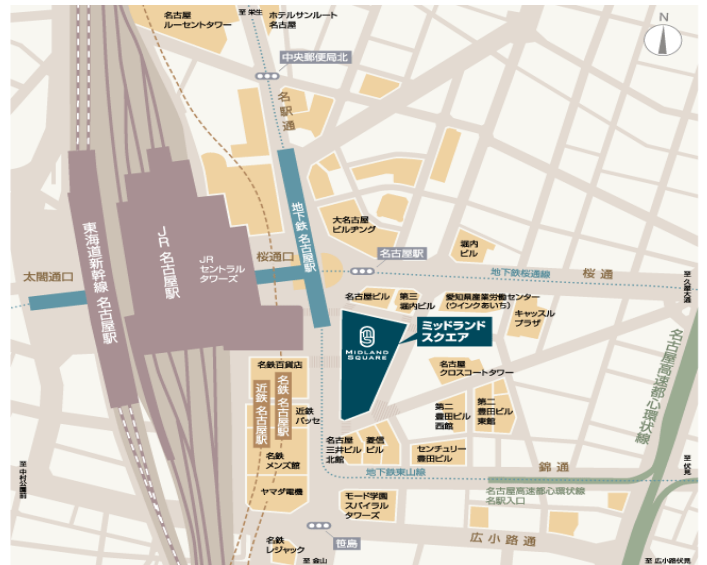 名古屋
ルーセントタワー
至 栄生
ホテルサンルート
名古屋
N
中央郵便局北
名駅通
地下鉄 名古屋駅
大名古屋
ビルヂング
堀内
ビル
名古屋駅
東海道新幹線 名古屋駅
JR 名古屋駅
JR
セントラル
タワーズ
桜通口
太閤通口
地下鉄桜通線
桜通
至 久屋大通
名古屋ビル
第三
堀内ビル
愛知県産業労働センター
(ウインクあいち)
キャッスル
プラザ
MIDLAND
SQUARE
ミッドランド
スクエア
名古屋高速都心環状線
名鉄百貨店
名古屋
クロスコートタワー
近鉄 名古屋駅
名鉄 名古屋駅
近鉄
パッセ
第二
豊田ビル
西館
第二
豊田ビル
東館
名古屋
三井ビル
北館
菱信
ビル
センチュリー
豊田ビル
名鉄
メンズ館
地下鉄東山線
錦通
至 伏見
至 中村公園前
ヤマダ電機
モード学園
スパイラル
タワーズ
名古屋高速都心環状線
名駅入口
笹島
広小路通
名鉄
レジャック
至 金山
至 広小路伏見